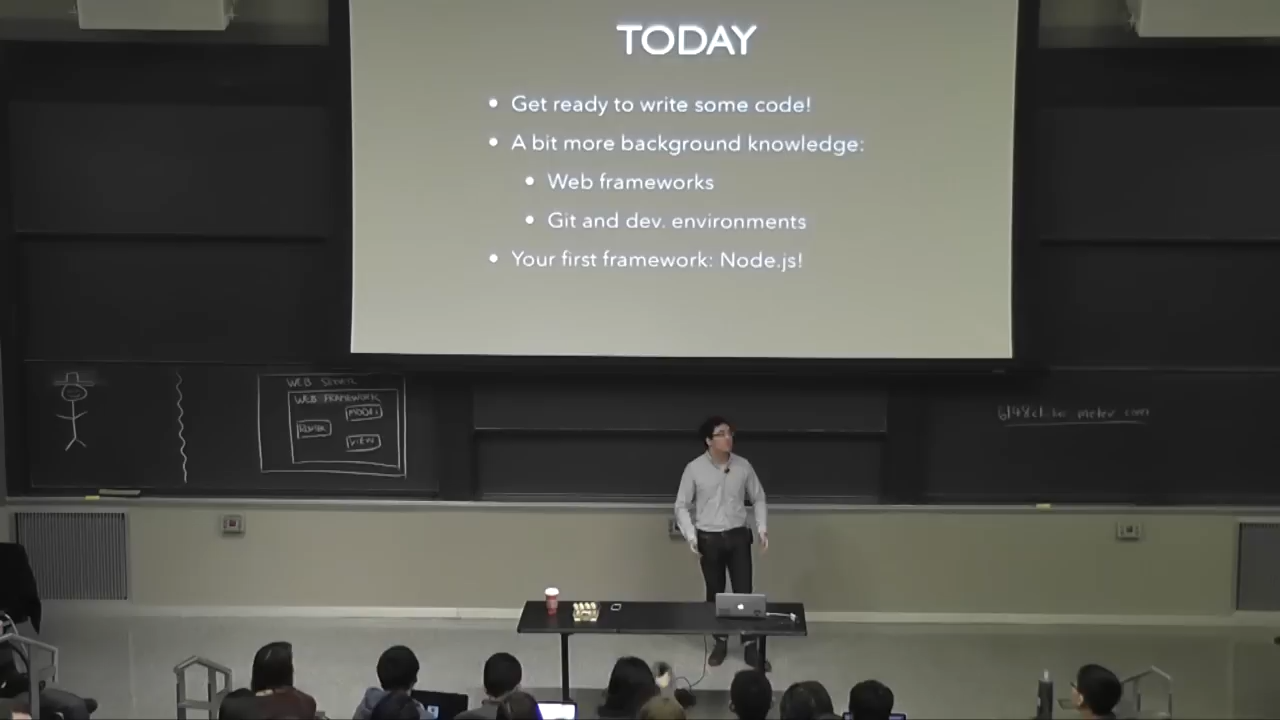 TODAY
• Get ready to write some code!
• A bit more background knowledge:
• Web frameworks
• Git and dev. environments
• Your first framework: Node.js!
WEB SERVER
WEB FRAMEWORK
MODEL
VIEW